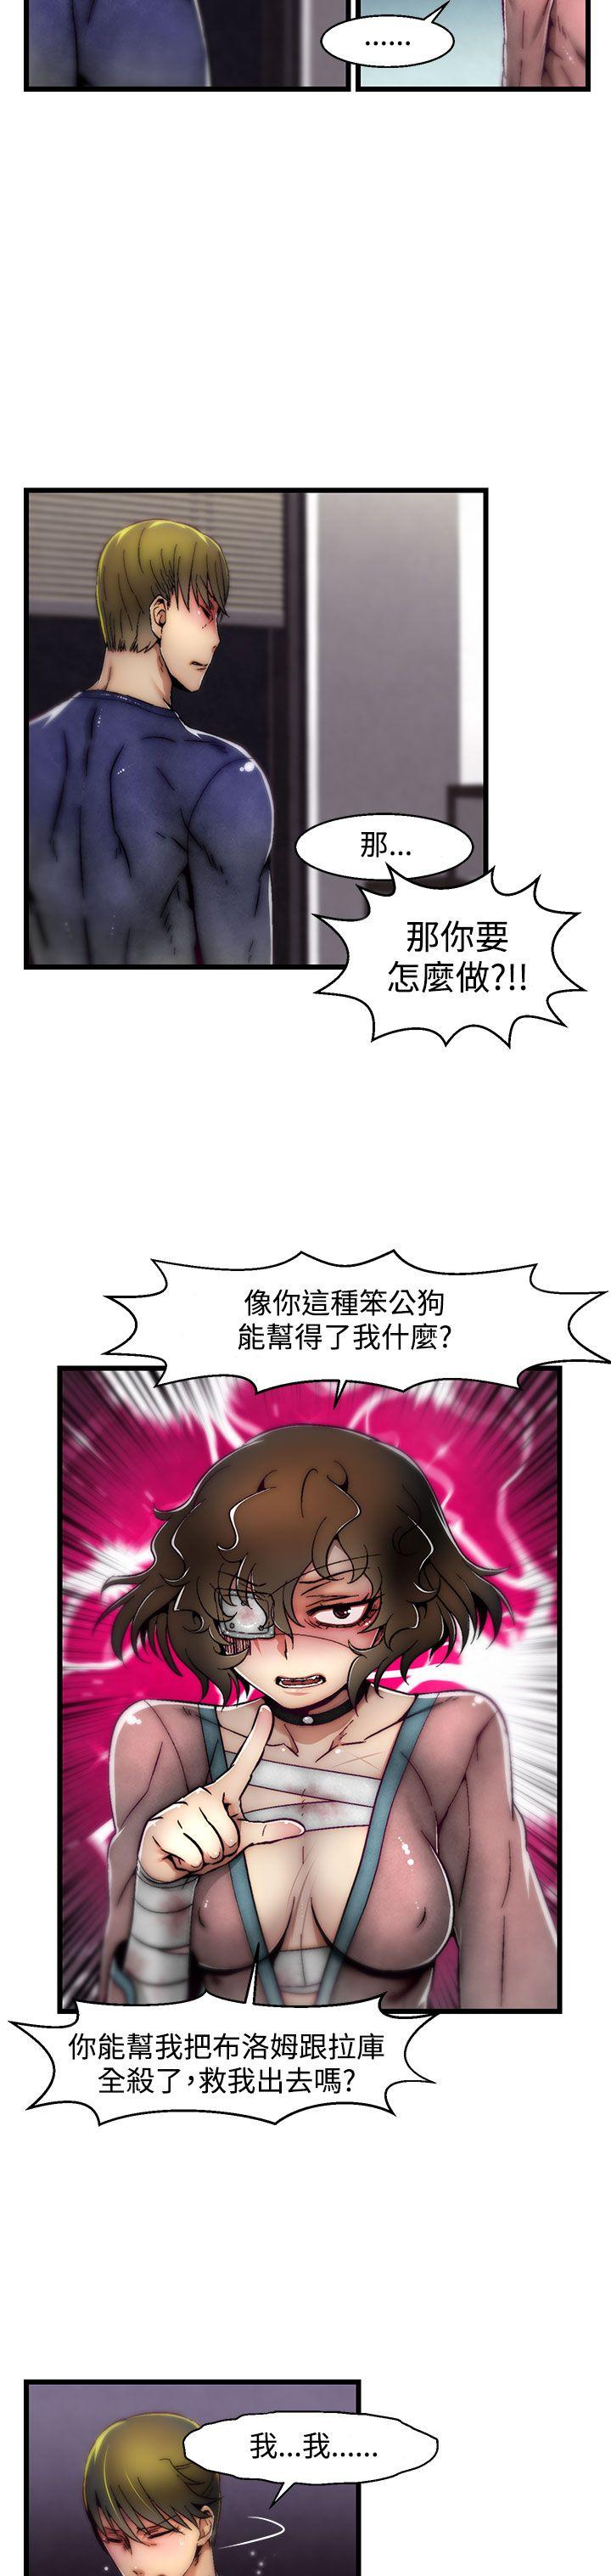 ……
那…
那你要
怎麼做?!!
像你這種笨公狗
能幫得了我什麼?
你能幫我把布洛姆跟拉庫
全殺了,救我出去嗎?
我…我……